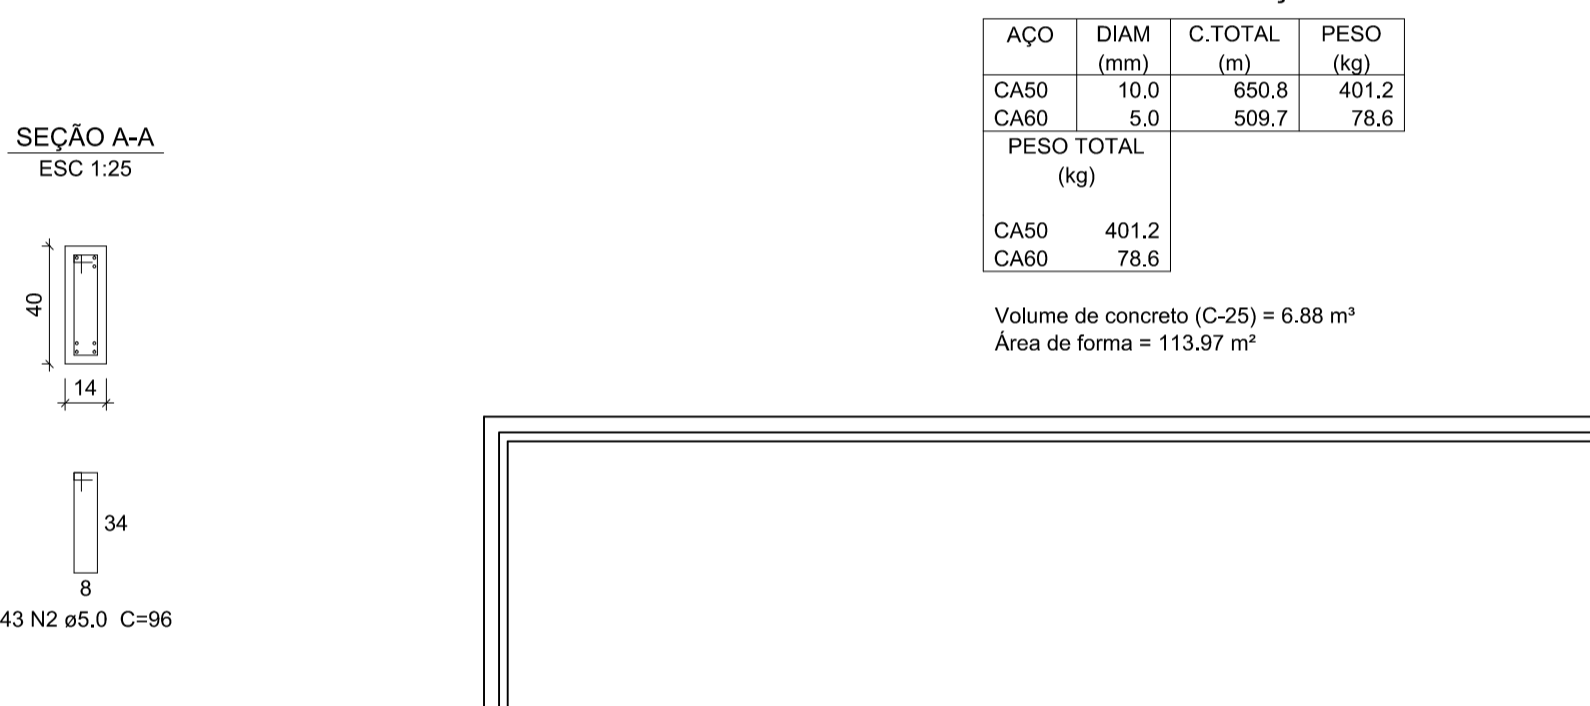 SEÇÃO A-A
ESC 1:25
40
14
34
8
43 N2 ø5.0 C=96
AÇO DIAM C.TOTAL PESO
(mm) (m) (kg)
CA50 10.0 650.8 401.2
CA60 5.0 509.7 78.6
PESO TOTAL
(kg)
CA50 401.2
CA60 78.6
Volume de concreto (C-25) = 6.88 m³
Área de forma = 113.97 m²